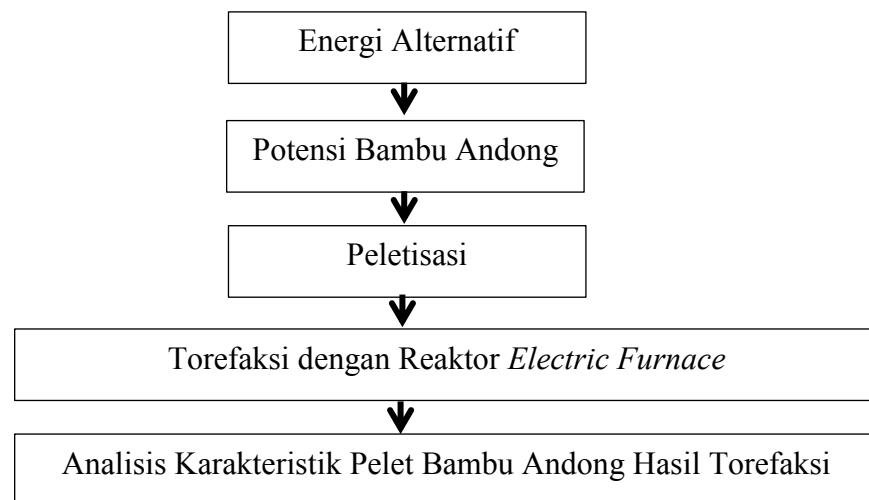 Energi Alternatif
Potensi Bambu Andong
Peletisasi
Torefaksi dengan Reaktor Electric Furnace
Analisis Karakteristik Pelet Bambu Andong Hasil Torefaksi